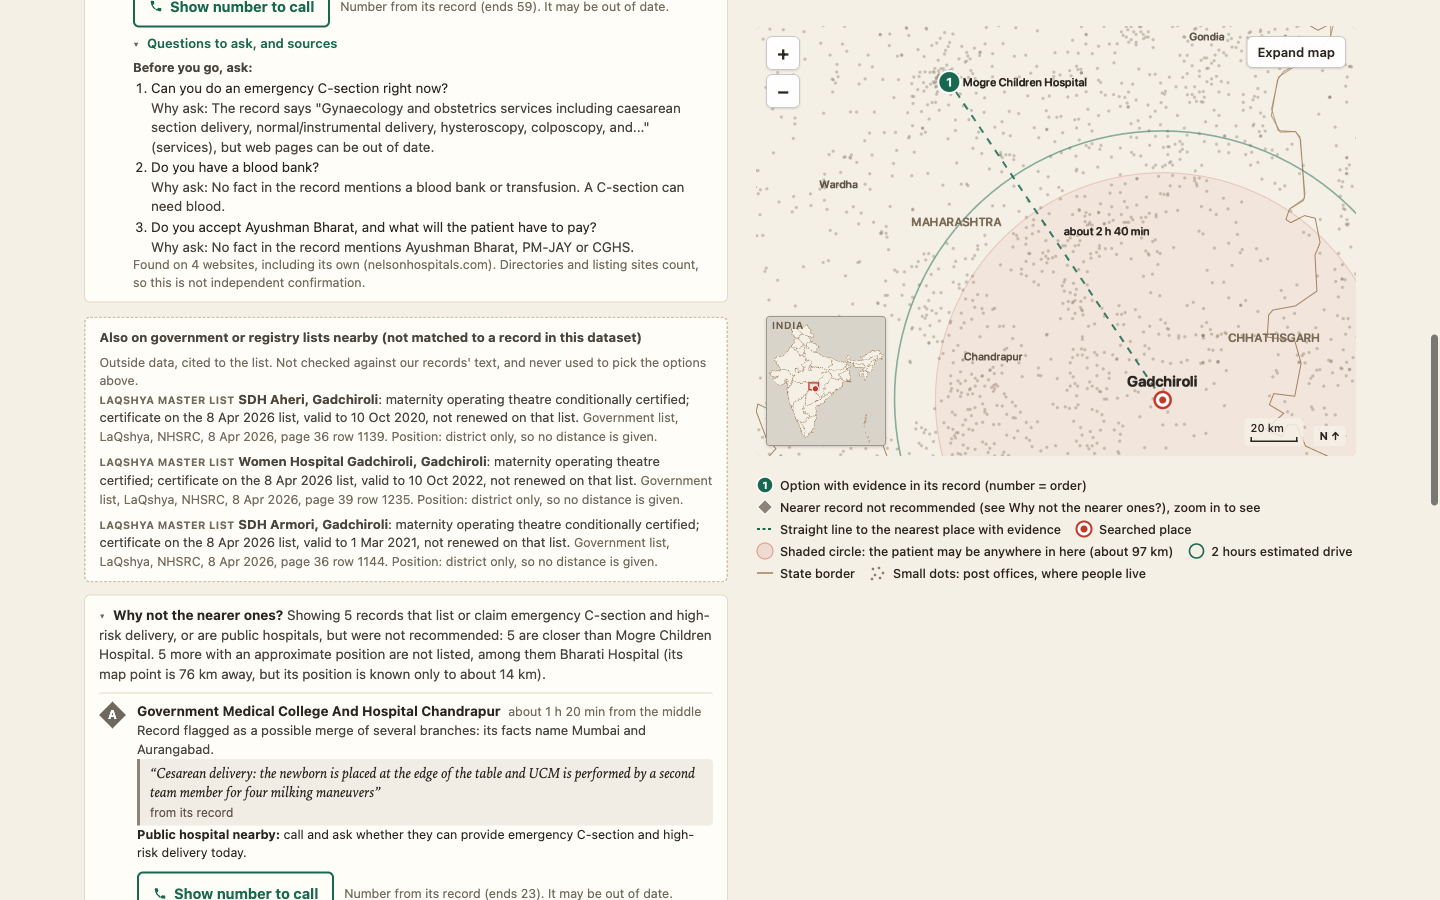 Show number to call
Number from its record (ends 59). It may be out of date.
Questions to ask, and sources
Before you go, ask:
1. Can you do an emergency C-section right now?
Why ask: The record says "Gynaecology and obstetrics services including caesarean
section delivery, normal/instrumental delivery, hysteroscopy, colposcopy, and..."
(services), but web pages can be out of date.
2. Do you have a blood bank?
Why ask: No fact in the record mentions a blood bank or transfusion. A C-section can
need blood.
3. Do you accept Ayushman Bharat, and what will the patient have to pay?
Why ask: No fact in the record mentions Ayushman Bharat, PM-JAY or CGHS.
Found on 4 websites, including its own (nelsonhospitals.com). Directories and listing sites count,
so this is not independent confirmation.
Also on government or registry lists nearby (not matched to a record in this dataset)
Outside data, cited to the list. Not checked against our records' text, and never used to pick the options
above.
LAQSHYA MASTER LIST SDH Aheri, Gadchiroli: maternity operating theatre conditionally certified;
certificate on the 8 Apr 2026 list, valid to 10 Oct 2020, not renewed on that list. Government list,
LaQshya, NHSRC, 8 Apr 2026, page 36 row 1139. Position: district only, so no distance is given.
LAQSHYA MASTER LIST Women Hospital Gadchiroli, Gadchiroli: maternity operating theatre
certified; certificate on the 8 Apr 2026 list, valid to 10 Oct 2022, not renewed on that list. Government
list, LaQshya, NHSRC, 8 Apr 2026, page 39 row 1235. Position: district only, so no distance is given.
LAQSHYA MASTER LIST SDH Armori, Gadchiroli: maternity operating theatre conditionally certified;
certificate on the 8 Apr 2026 list, valid to 1 Mar 2021, not renewed on that list. Government list,
LaQshya, NHSRC, 8 Apr 2026, page 36 row 1144. Position: district only, so no distance is given.
Why not the nearer ones? Showing 5 records that list or claim emergency C-section and high-
risk delivery, or are public hospitals, but were not recommended: 5 are closer than Mogre Children
Hospital. 5 more with an approximate position are not listed, among them Bharati Hospital (its
map point is 76 km away, but its position is known only to about 14 km).
A
Government Medical College And Hospital Chandrapur about 1 h 20 min from the middle
Record flagged as a possible merge of several branches: its facts name Mumbai and
Aurangabad.
“Cesarean delivery: the newborn is placed at the edge of the table and UCM is performed by a second
team member for four milking maneuvers”
from its record
Public hospital nearby: call and ask whether they can provide emergency C-section and high-
risk delivery today.
Show number to call
Number from its record (ends 23). It may be out of date.
+
−
Gondia
Expand map
1 Mogre Children Hospital
Wardha
MAHARASHTRA
about 2 h 40 min
INDIA
CHHATTISGARH
Chandrapur
Gadchiroli
20 km
N ↑
1 Option with evidence in its record (number = order)
Nearer record not recommended (see Why not the nearer ones?), zoom in to see
Straight line to the nearest place with evidence
Searched place
Shaded circle: the patient may be anywhere in here (about 97 km)
2 hours estimated drive
State border
Small dots: post offices, where people live